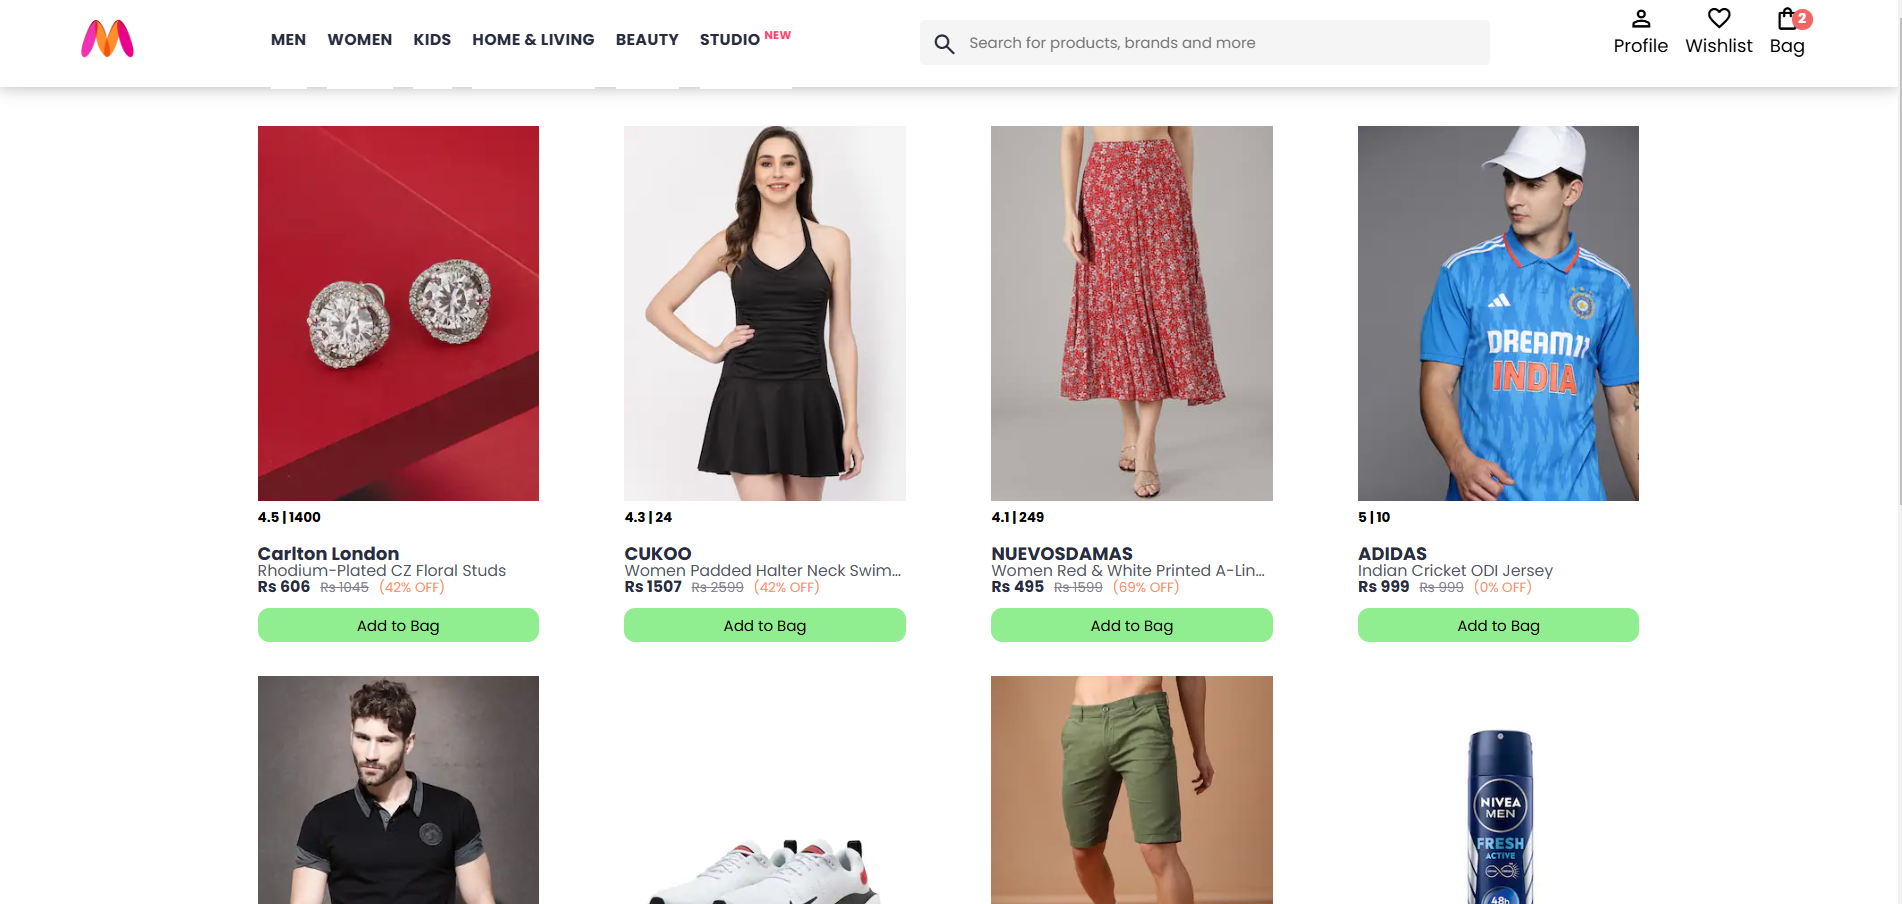 MEN WOMEN KIDS HOME & LIVING BEAUTY STUDIO NEW
Search for products, brands and more
Profile Wishlist Bag
2
DREAM11
INDIA
4.5 | 1400
Carlton London
Rhodium-Plated CZ Floral Studs
Rs 606 Rs 1045 (42% OFF)
Add to Bag
4.3 | 24
CUKOO
Women Padded Halter Neck Swim...
Rs 1507 Rs 2599 (42% OFF)
Add to Bag
4.1 | 249
NUEVOSDAMAS
Women Red & White Printed A-Lin...
Rs 495 Rs 1599 (69% OFF)
Add to Bag
5 | 10
ADIDAS
Indian Cricket ODI Jersey
Rs 999 Rs 999 (0% OFF)
Add to Bag
NIVEA
MEN
FRESH
ACTIVE
48h